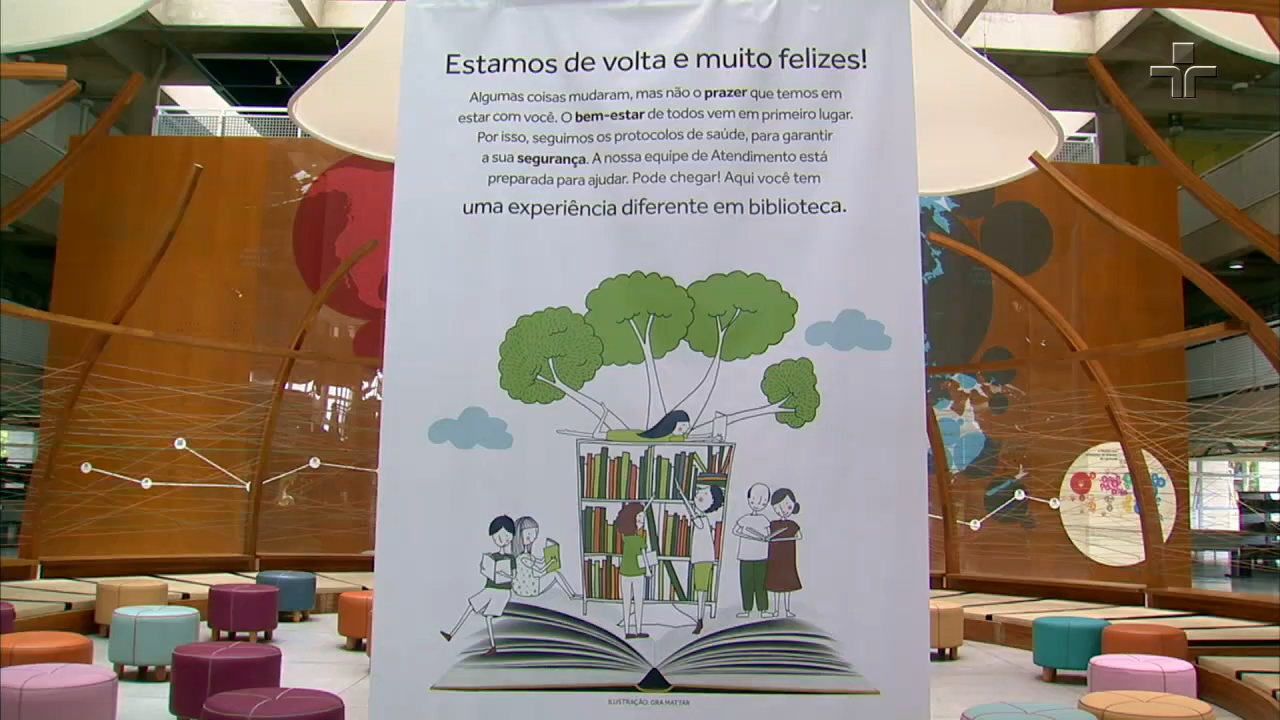 Estamos de volta e muito felizes!
Algumas coisas mudaram, mas não o prazer que temos em
estar com você. O bem-estar de todos vem em primeiro lugar.
Por isso, seguimos os protocolos de saúde, para garantir
a sua segurança. A nossa equipe de Atendimento está
preparada para ajudar. Pode chegar! Aqui você tem
uma experiência diferente em biblioteca.
ILUSTRAÇÃO: GRA MATTAR